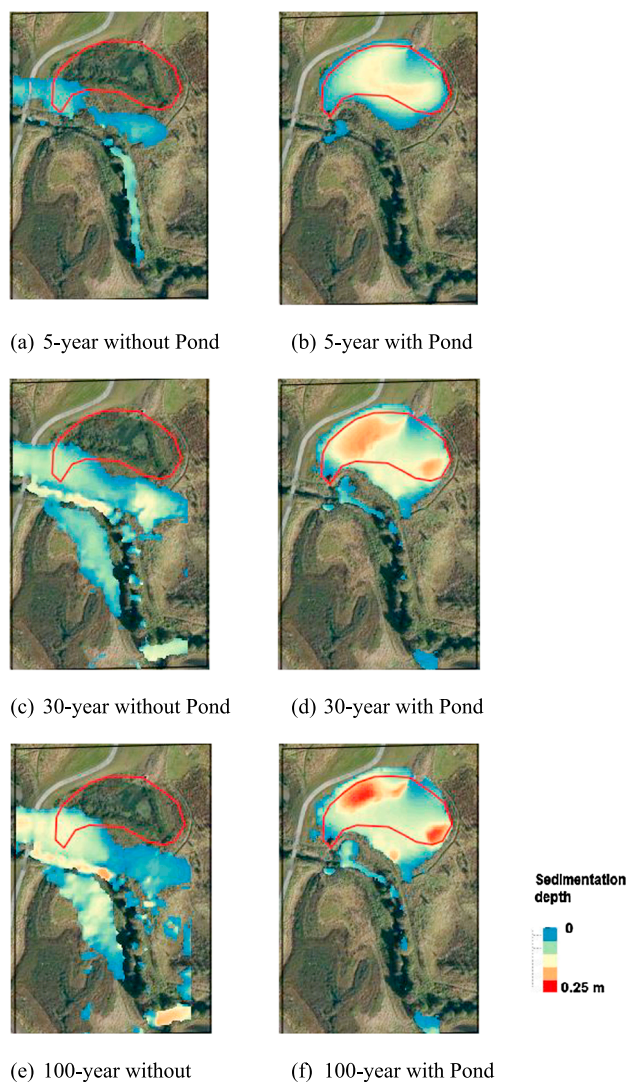 (a) 5-year without Pond
(b) 5-year with Pond
(c) 30-year without Pond
(d) 30-year with Pond
Sedimentation
depth
0
0.25 m
(e) 100-year without
(f) 100-year with Pond